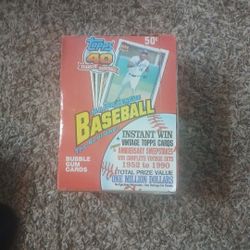 Topps
40
50¢
BASEBALL
INSTANT WIN
VINTAGE TOPPS CARDS
ANNIVERSARY SWEEPSTAKES
WIN COMPLETE VINTAGE SETS
1952 to 1990
TOTAL PRIZE VALUE
ONE MILLION DOLLARS
BUBBLE GUM CARDS